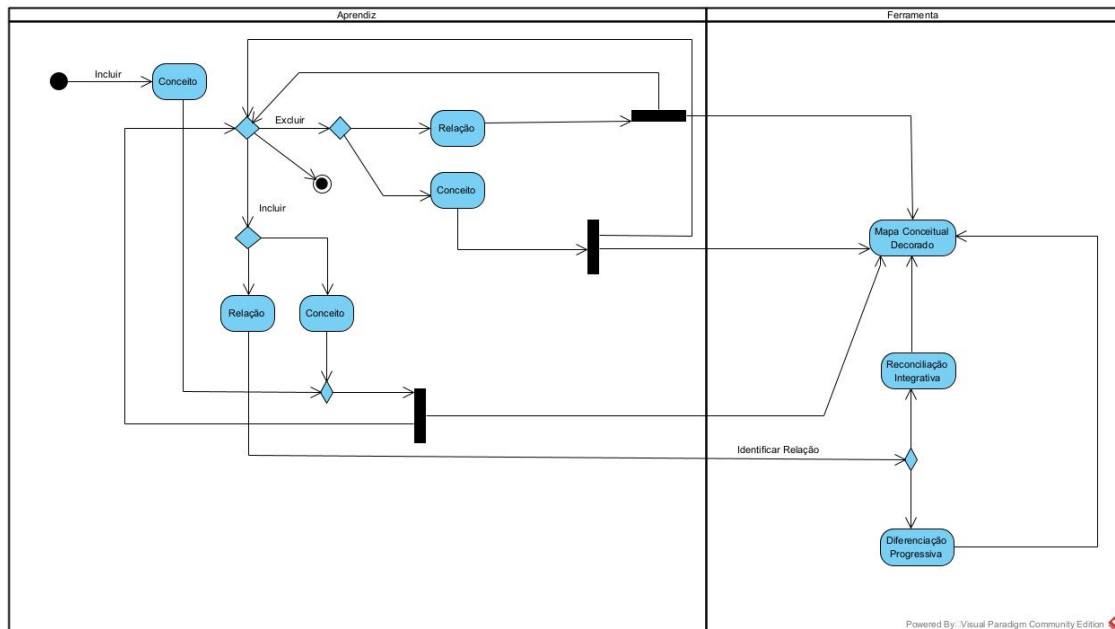 Aprendiz
Ferramenta
Incluir
Conceito
Excluir
Relação
Conceito
Incluir
Mapa Conceitual
Decorado
Relação
Conceito
Reconciliação
Integrativa
Identificar Relação
Diferenciação
Progressiva
Powered By Visual Paradigm Community Edition